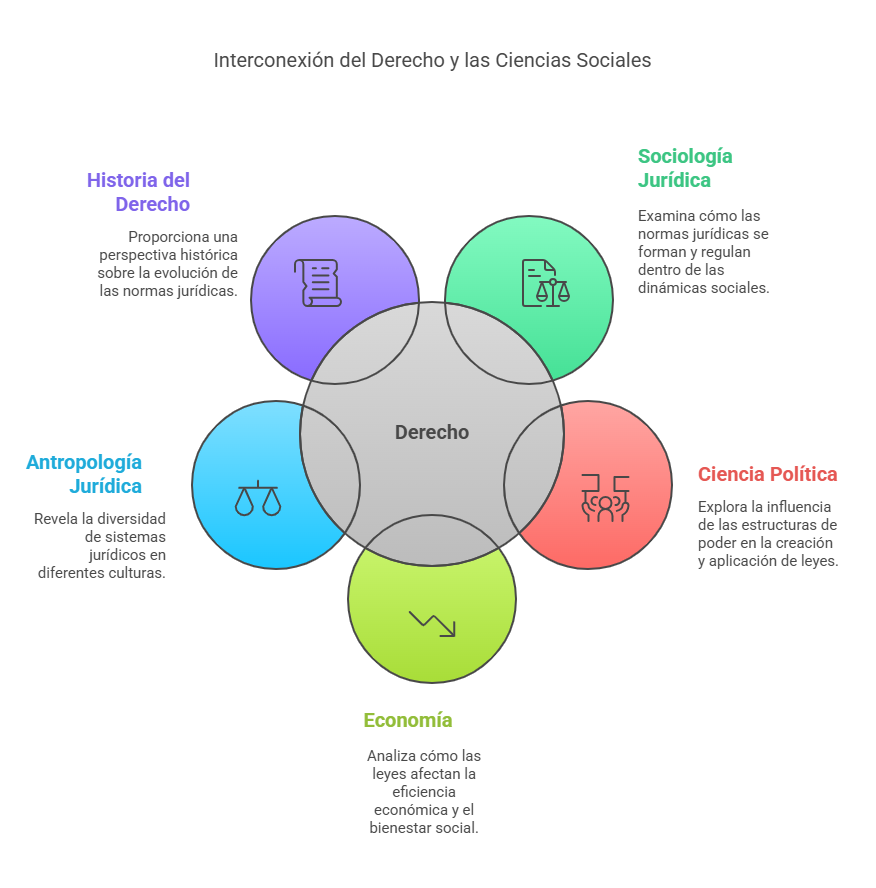 Interconexión del Derecho y las Ciencias Sociales
Historia del
Derecho
Proporciona una
perspectiva histórica
sobre la evolución de
las normas jurídicas.
Sociología
Jurídica
Examina cómo las
normas jurídicas se
forman y regulan
dentro de las
dinámicas sociales.
Derecho
Antropología
Jurídica
Revela la diversidad
de sistemas
jurídicos en
diferentes culturas.
Ciencia Política
Explora la influencia
de las estructuras de
poder en la creación
y aplicación de leyes.
Economía
Analiza cómo las
leyes afectan la
eficiencia
económica y el
bienestar social.